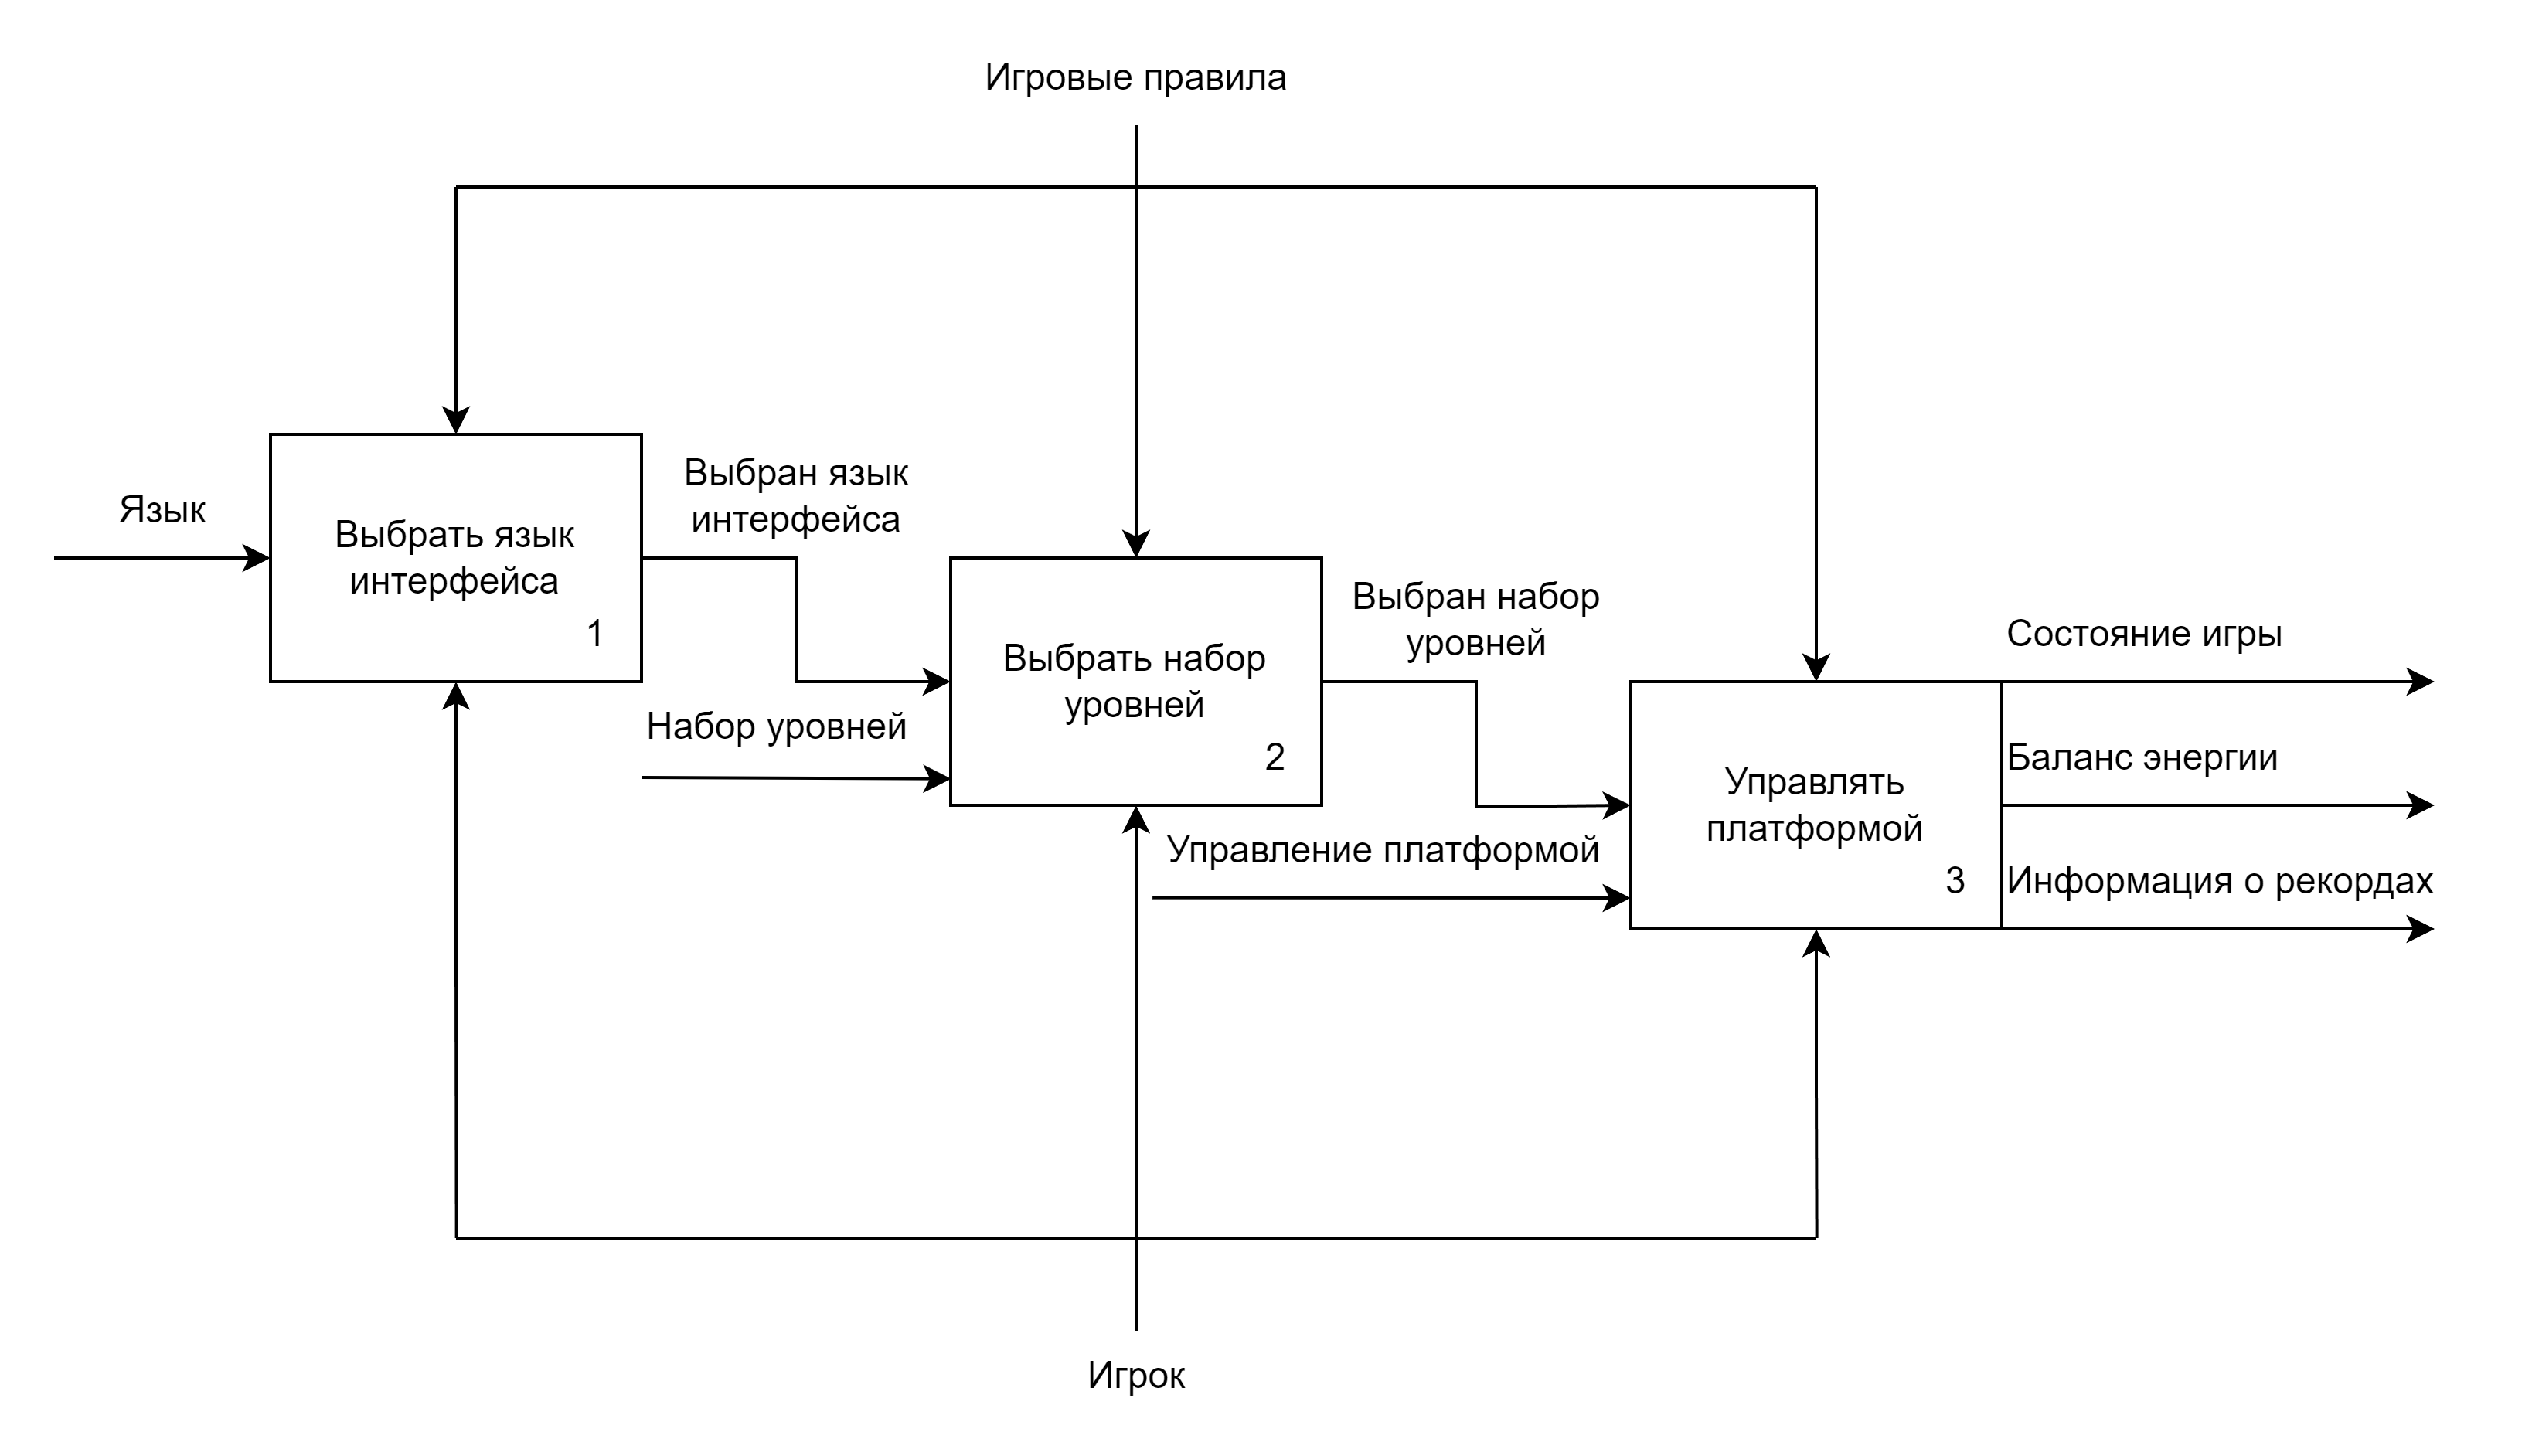 Игровые правила
Язык
Выбрать язык
интерфейса
1
Выбран язык
интерфейса
Набор уровней
Выбрать набор
уровней
2
Выбран набор
уровней
Управление платформой
Управлять
платформой
3
Состояние игры
Баланс энергии
Информация о рекордах
Игрок